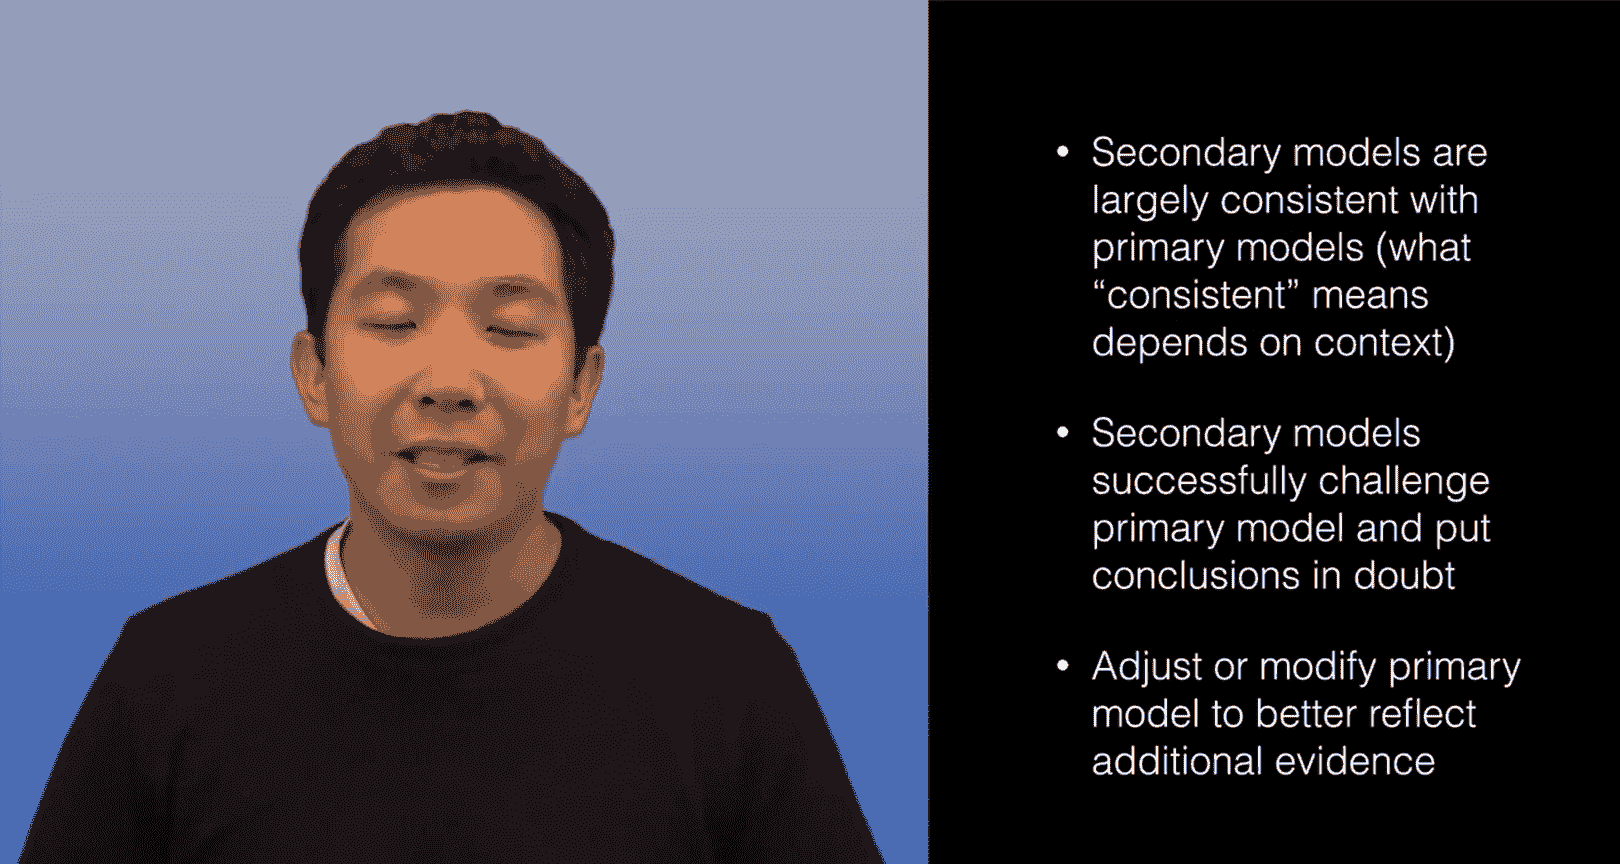 • Secondary models are
largely consistent with
primary models (what
“consistent” means
depends on context)
• Secondary models
successfully challenge
primary model and put
conclusions in doubt
• Adjust or modify primary
model to better reflect
additional evidence